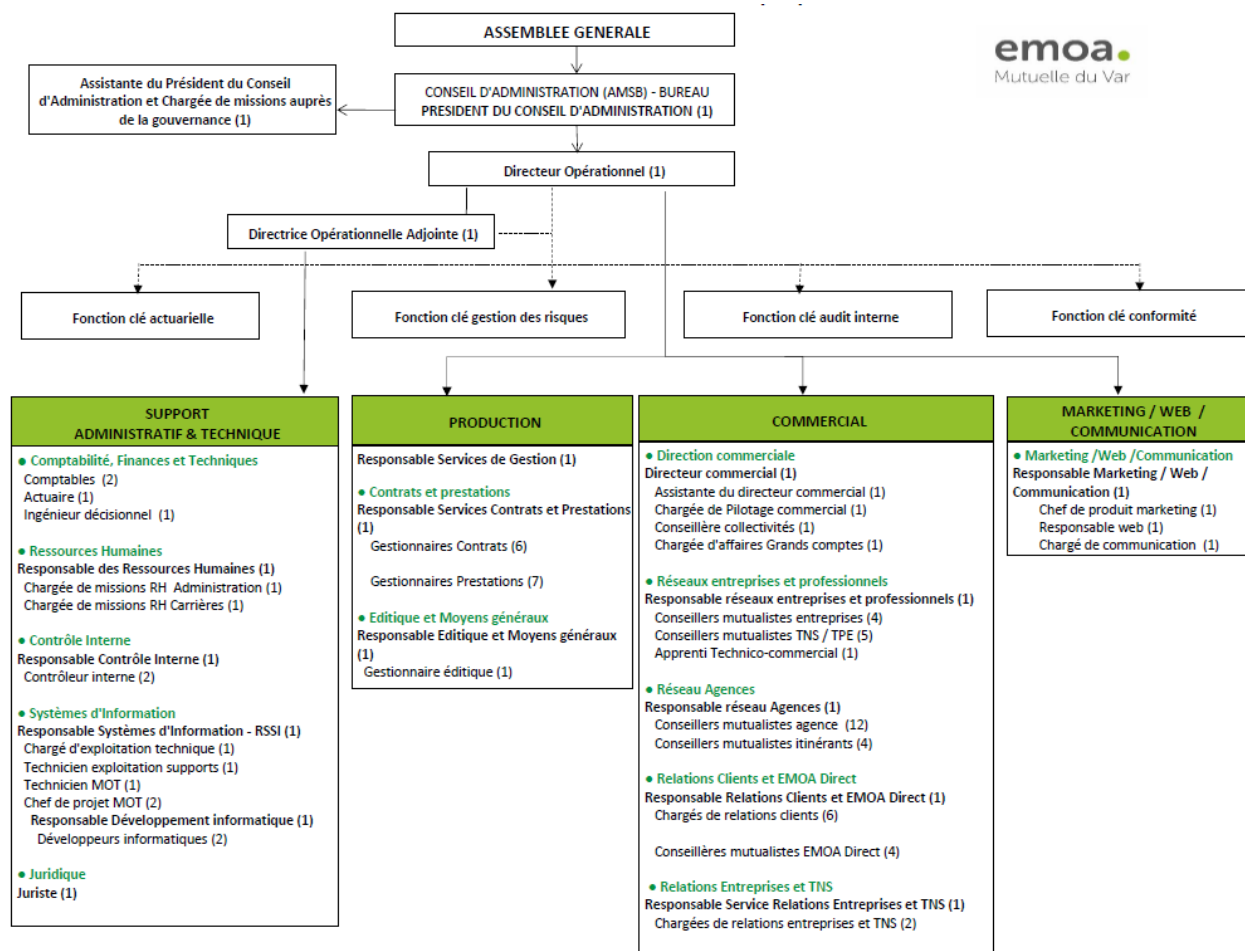 ASSEMBLEE GENERALE
emoa.
Mutuelle du Var
Assistante du Président du Conseil
d'Administration et Chargée de missions auprès
de la gouvernance (1)
CONSEIL D'ADMINISTRATION (AMSB) - BUREAU
PRESIDENT DU CONSEIL D'ADMINISTRATION (1)
Directeur Opérationnel (1)
Directrice Opérationnelle Adjointe (1)
Fonction clé actuarielle
Fonction clé gestion des risques
Fonction clé audit interne
Fonction clé conformité
SUPPORT
ADMINISTRATIF & TECHNIQUE
● Comptabilité, Finances et Techniques
Comptables (2)
Actuaire (1)
Ingénieur décisionnel (1)
● Ressources Humaines
Responsable des Ressources Humaines (1)
Chargée de missions RH Administration (1)
Chargée de missions RH Carrières (1)
● Contrôle Interne
Responsable Contrôle Interne (1)
Contrôleur interne (2)
● Systèmes d'Information
Responsable Systèmes d'Information - RSSI (1)
Chargé d'exploitation technique (1)
Technicien exploitation supports (1)
Technicien MOT (1)
Chef de projet MOT (2)
Responsable Développement informatique (1)
Développeurs informatiques (2)
● Juridique
Juriste (1)
PRODUCTION
Responsable Services de Gestion (1)
● Contrats et prestations
Responsable Services Contrats et Prestations
(1)
Gestionnaires Contrats (6)
Gestionnaires Prestations (7)
● Editique et Moyens généraux
Responsable Editique et Moyens généraux
(1)
Gestionnaire éditique (1)
COMMERCIAL
● Direction commerciale
Directeur commercial (1)
Assistante du directeur commercial (1)
Chargée de Pilotage commercial (1)
Conseillère collectivités (1)
Chargée d'affaires Grands comptes (1)
● Réseaux entreprises et professionnels
Responsable réseaux entreprises et professionnels (1)
Conseillers mutualistes entreprises (4)
Conseillers mutualistes TNS / TPE (5)
Apprenti Technico-commercial (1)
● Réseau Agences
Responsable réseau Agences (1)
Conseillers mutualistes agence (12)
Conseillers mutualistes itinérants (4)
● Relations Clients et EMOA Direct
Responsable Relations Clients et EMOA Direct (1)
Chargés de relations clients (6)
Conseillères mutualistes EMOA Direct (4)
● Relations Entreprises et TNS
Responsable Service Relations Entreprises et TNS (1)
Chargées de relations entreprises et TNS (2)
MARKETING / WEB /
COMMUNICATION
● Marketing /Web /Communication
Responsable Marketing / Web /
Communication (1)
Chef de produit marketing (1)
Responsable web (1)
Chargé de communication (1)